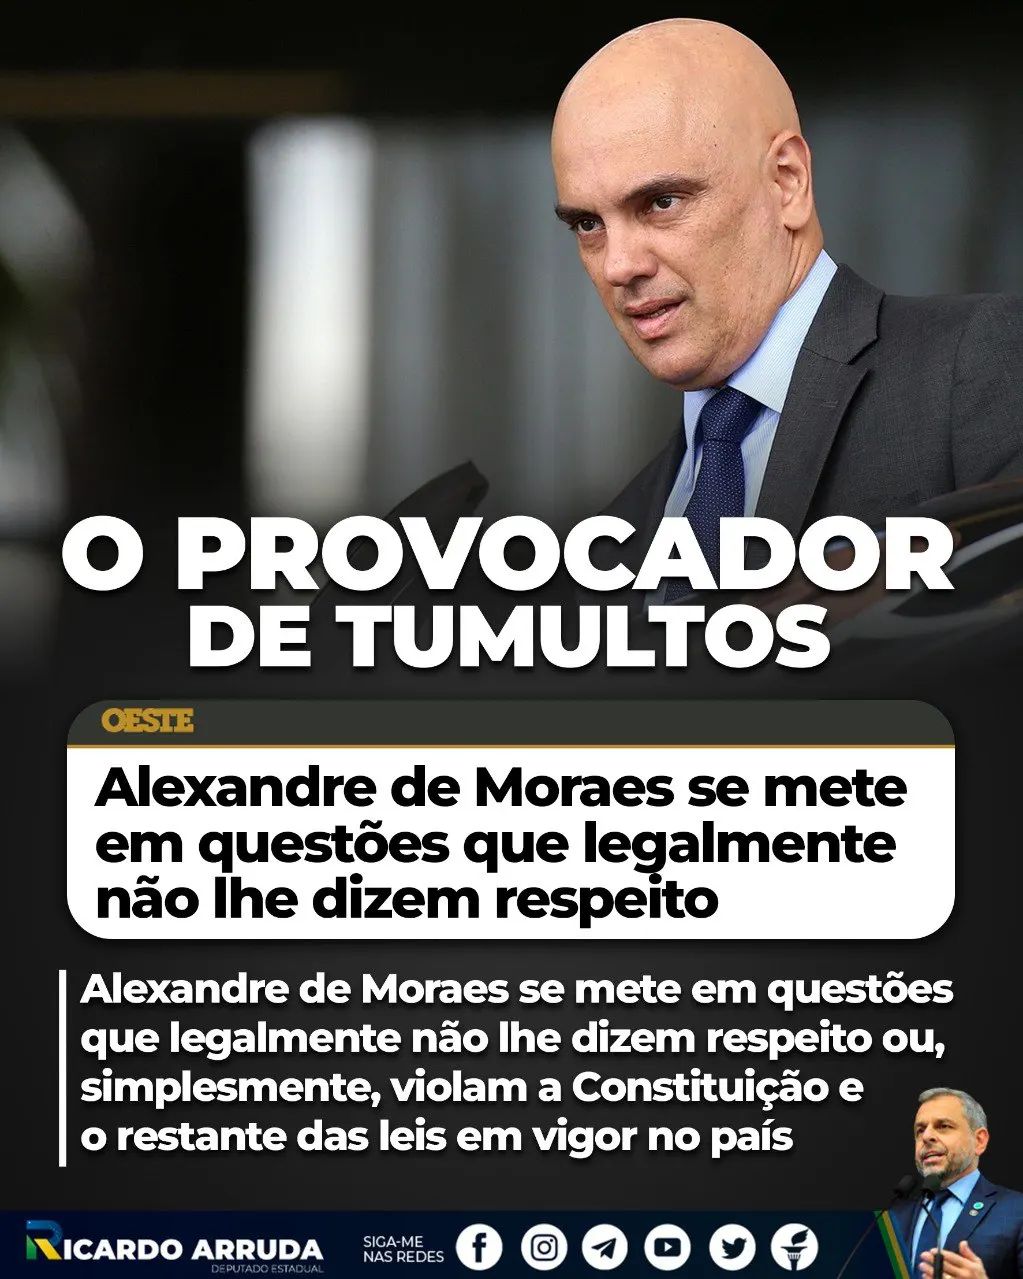 O PROVOCADOR
DE TUMULTOS
OESTE
Alexandre de Moraes se mete
em questões que legalmente
não lhe dizem respeito
Alexandre de Moraes se mete em questões
que legalmente não lhe dizem respeito ou,
simplesmente, violam a Constituição e
o restante das leis em vigor no país
RICARDO ARRUDA
DEPUTADO ESTADUAL
SIGA-ME
NAS REDES